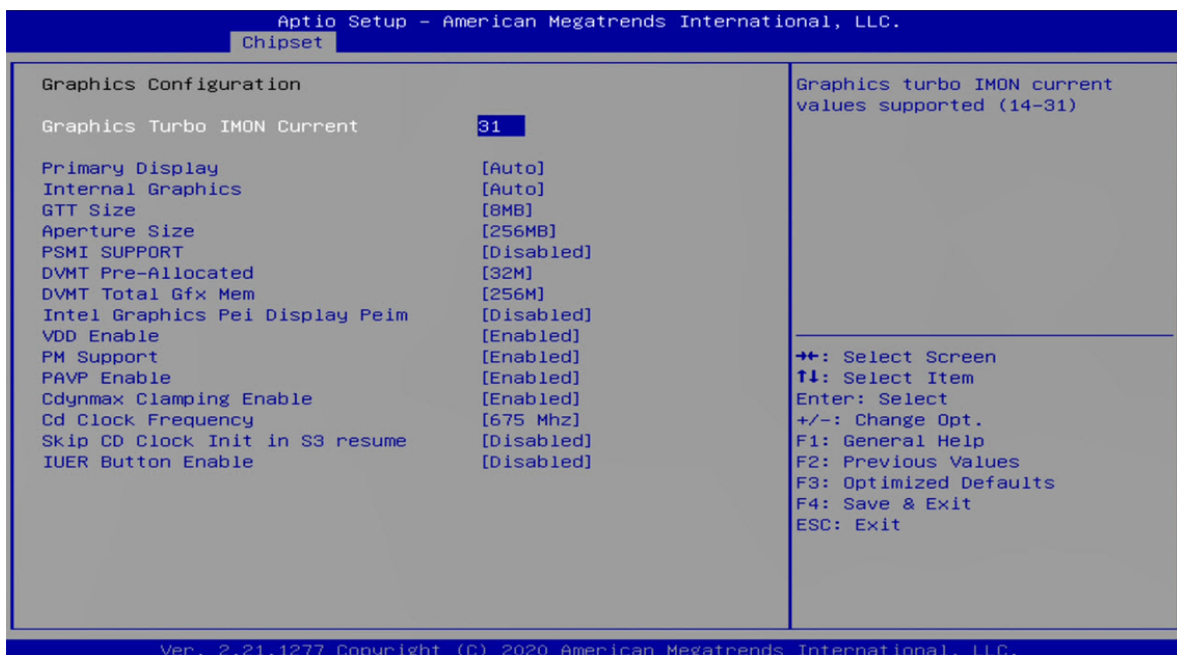 Aptio Setup – American Megatrends International, LLC.
Chipset
Graphics Configuration
Graphics Turbo IMON Current 31
Primary Display [Auto]
Internal Graphics [Auto]
GTT Size [8MB]
Aperture Size [256MB]
PSMI SUPPORT [Disabled]
DVMT Pre-Allocated [32M]
DVMT Total Gfx Mem [256M]
Intel Graphics Pei Display Peim [Disabled]
VDD Enable [Enabled]
PM Support [Enabled]
PAVP Enable [Enabled]
Cdynmax Clamping Enable [Enabled]
Cd Clock Frequency [675 Mhz]
Skip CD Clock Init in S3 resume [Disabled]
IUER Button Enable [Disabled]
Graphics turbo IMON current
values supported (14-31)
→←: Select Screen
↑↓: Select Item
Enter: Select
+/-: Change Opt.
F1: General Help
F2: Previous Values
F3: Optimized Defaults
F4: Save & Exit
ESC: Exit
Ver. 2.21.1277 Copyright (C) 2020 American Megatrends International, LLC.